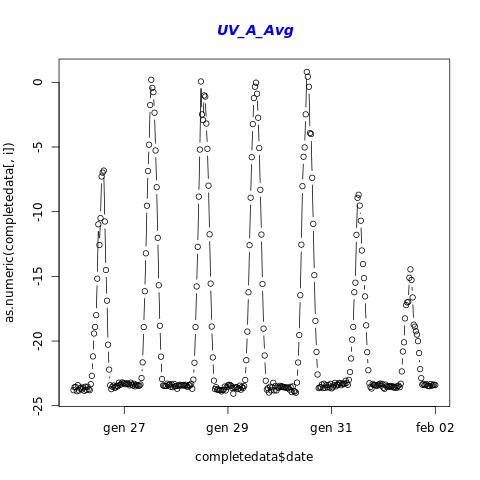 UV_A_Avg
as.numeric(completedata[, i])
0
-5
-10
-15
-20
-25
gen 27
gen 29
gen 31
feb 02
completedata$date